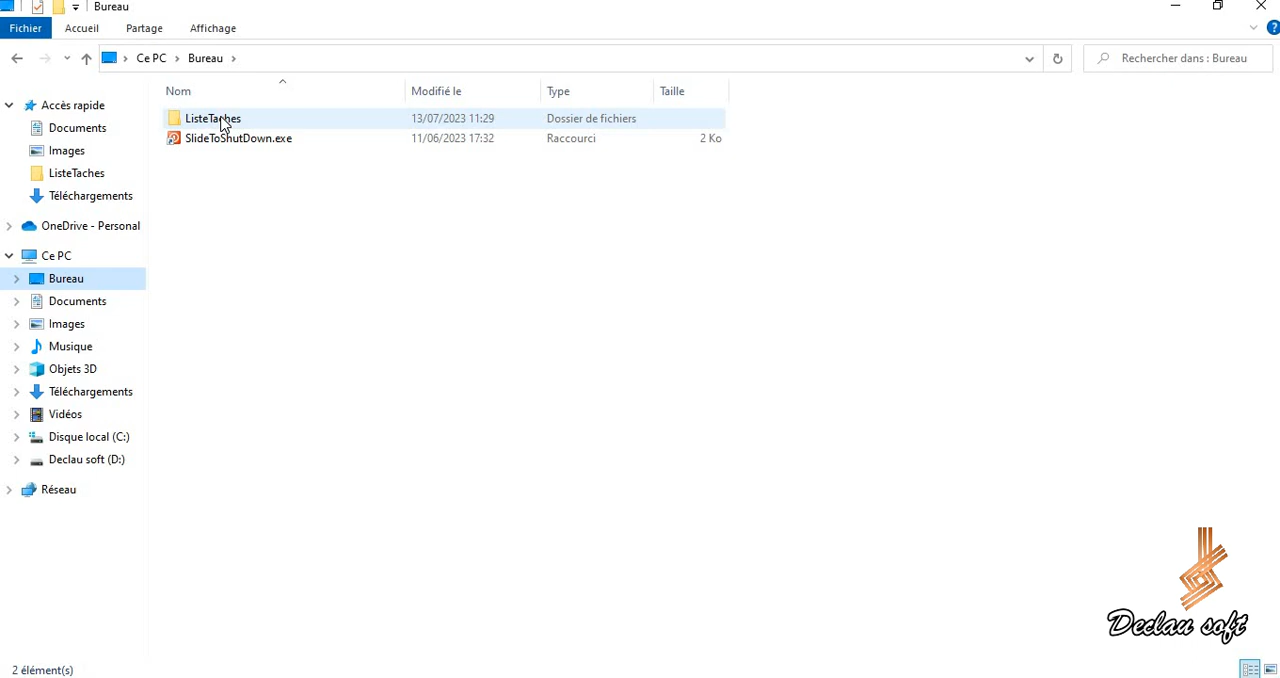 Bureau
Fichier Accueil Partage Affichage
Ce PC Bureau Rechercher dans : Bureau
Nom Modifié le Type Taille
ListeTaches 13/07/2023 11:29 Dossier de fichiers
SlideToShutDown.exe 11/06/2023 17:32 Raccourci 2 Ko
Accès rapide
Documents
Images
ListeTaches
Téléchargements
OneDrive - Personal
Ce PC
Bureau
Documents
Images
Musique
Objets 3D
Téléchargements
Vidéos
Disque local (C:)
Declau soft (D:)
Réseau
Declau soft
2 élément(s)